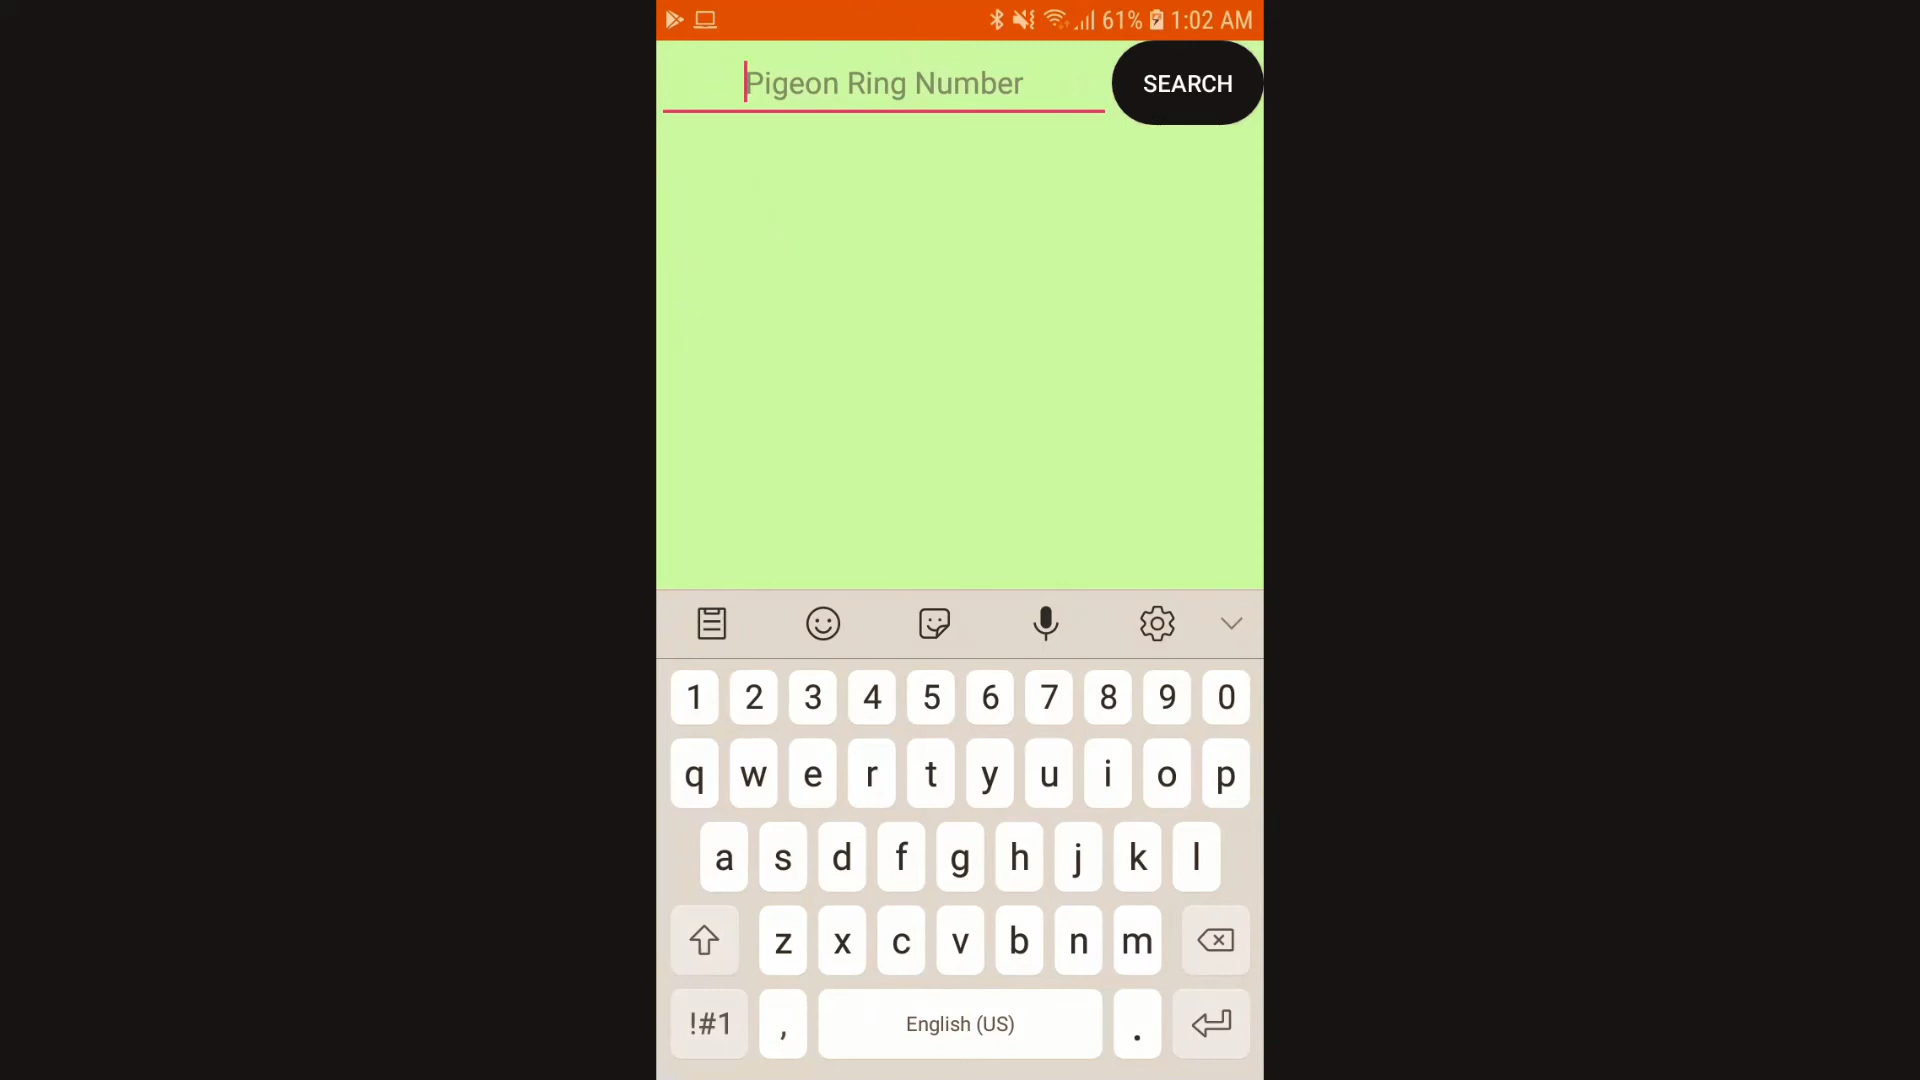 61% 1:02 AM
Pigeon Ring Number SEARCH
1 2 3 4 5 6 7 8 9 0
q w e r t y u i o p
a s d f g h j k l
z x c v b n m
!#1 , English (US) .